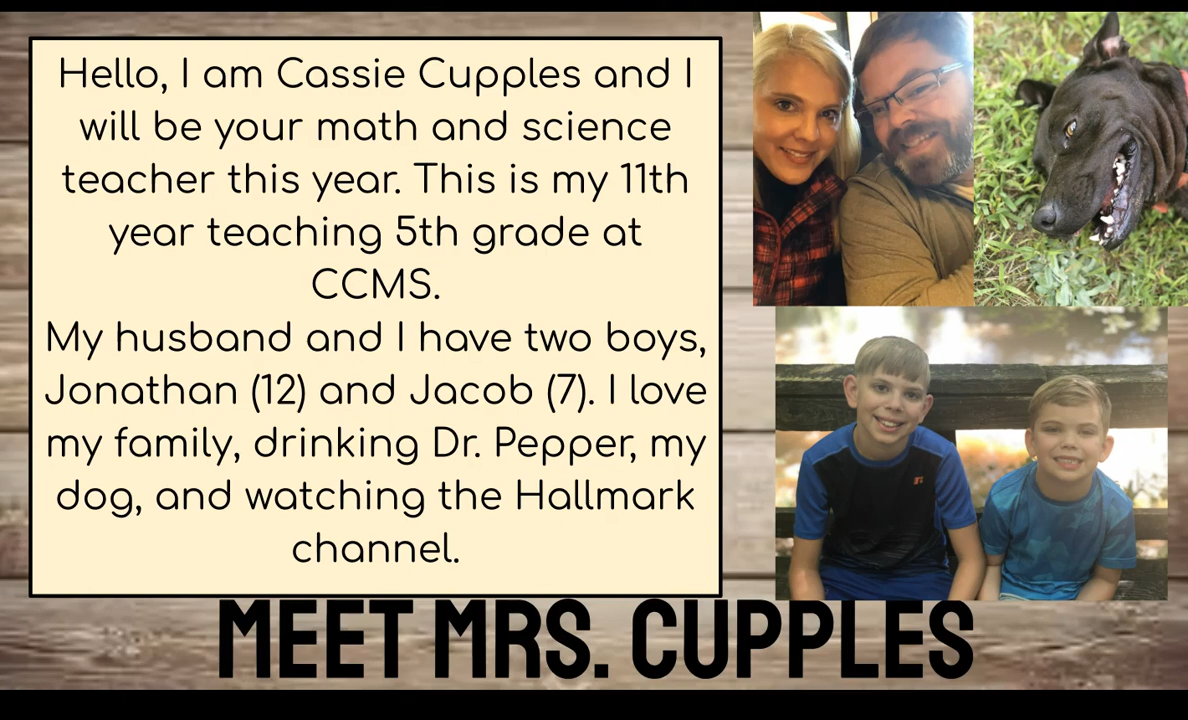 Hello, I am Cassie Cupples and I
will be your math and science
teacher this year. This is my 11th
year teaching 5th grade at
CCMS.
My husband and I have two boys,
Jonathan (12) and Jacob (7). I love
my family, drinking Dr. Pepper, my
dog, and watching the Hallmark
channel.
MEET MRS. CUPPLES